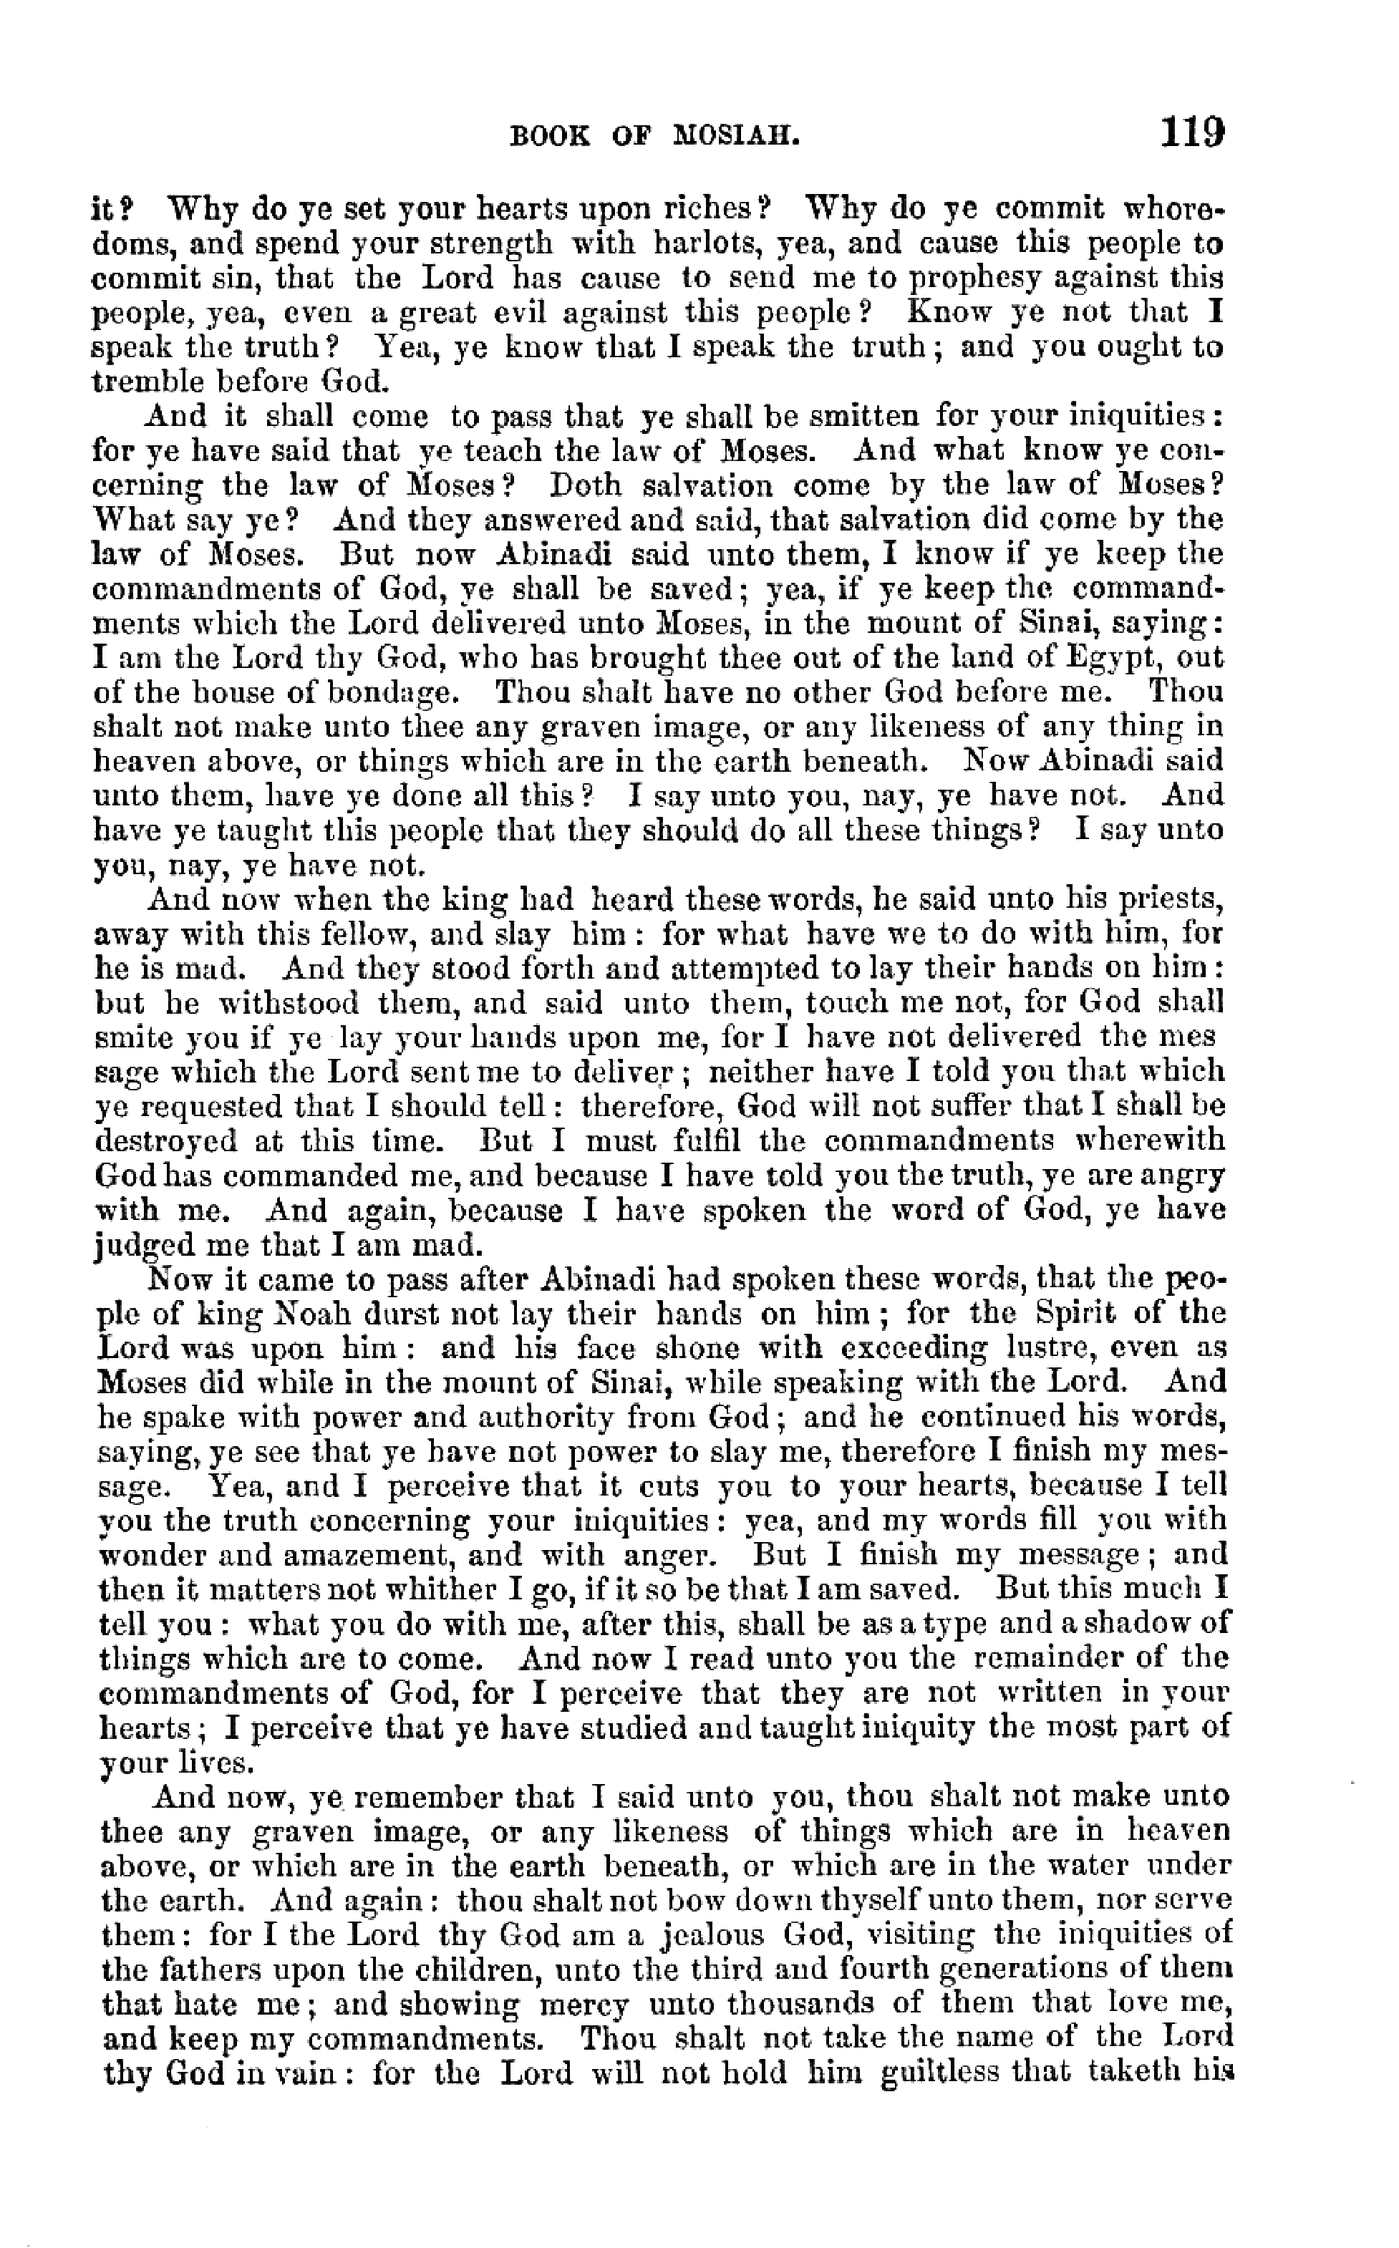 BOOK OF MOSIAH. 119
it? Why do ye set your hearts upon riches? Why do ye commit whore-
doms, and spend your strength with harlots, yea, and cause this people to
commit sin, that the Lord has cause to send me to prophesy against this
people, yea, even a great evil against this people? Know ye not that I
speak the truth? Yea, ye know that I speak the truth; and you ought to
tremble before God.
And it shall come to pass that ye shall be smitten for your iniquities:
for ye have said that ye teach the law of Moses. And what know ye con-
cerning the law of Moses? Doth salvation come by the law of Moses?
What say ye? And they answered and said, that salvation did come by the
law of Moses. But now Abinadi said unto them, I know if ye keep the
commandments of God, ye shall be saved; yea, if ye keep the command-
ments which the Lord delivered unto Moses, in the mount of Sinai, saying:
I am the Lord thy God, who has brought thee out of the land of Egypt, out
of the house of bondage. Thou shalt have no other God before me. Thou
shalt not make unto thee any graven image, or any likeness of any thing in
heaven above, or things which are in the earth beneath. Now Abinadi said
unto them, have ye done all this? I say unto you, nay, ye have not. And
have ye taught this people that they should do all these things? I say unto
you, nay, ye have not.
And now when the king had heard these words, he said unto his priests,
away with this fellow, and slay him: for what have we to do with him, for
he is mad. And they stood forth and attempted to lay their hands on him:
but he withstood them, and said unto them, touch me not, for God shall
smite you if ye lay your hands upon me, for I have not delivered the mes
sage which the Lord sent me to deliver; neither have I told you that which
ye requested that I should tell: therefore, God will not suffer that I shall be
destroyed at this time. But I must fulfil the commandments wherewith
God has commanded me, and because I have told you the truth, ye are angry
with me. And again, because I have spoken the word of God, ye have
judged me that I am mad.
Now it came to pass after Abinadi had spoken these words, that the peo-
ple of king Noah durst not lay their hands on him; for the Spirit of the
Lord was upon him: and his face shone with exceeding lustre, even as
Moses did while in the mount of Sinai, while speaking with the Lord. And
he spake with power and authority from God; and he continued his words,
saying, ye see that ye have not power to slay me, therefore I finish my mes-
sage. Yea, and I perceive that it cuts you to your hearts, because I tell
you the truth concerning your iniquities: yea, and my words fill you with
wonder and amazement, and with anger. But I finish my message; and
then it matters not whither I go, if it so be that I am saved. But this much I
tell you: what you do with me, after this, shall be as a type and a shadow of
things which are to come. And now I read unto you the remainder of the
commandments of God, for I perceive that they are not written in your
hearts; I perceive that ye have studied and taught iniquity the most part of
your lives.
And now, ye remember that I said unto you, thou shalt not make unto
thee any graven image, or any likeness of things which are in heaven
above, or which are in the earth beneath, or which are in the water under
the earth. And again: thou shalt not bow down thyself unto them, nor serve
them: for I the Lord thy God am a jealous God, visiting the iniquities of
the fathers upon the children, unto the third and fourth generations of them
that hate me; and showing mercy unto thousands of them that love me,
and keep my commandments. Thou shalt not take the name of the Lord
thy God in vain: for the Lord will not hold him guiltless that taketh his